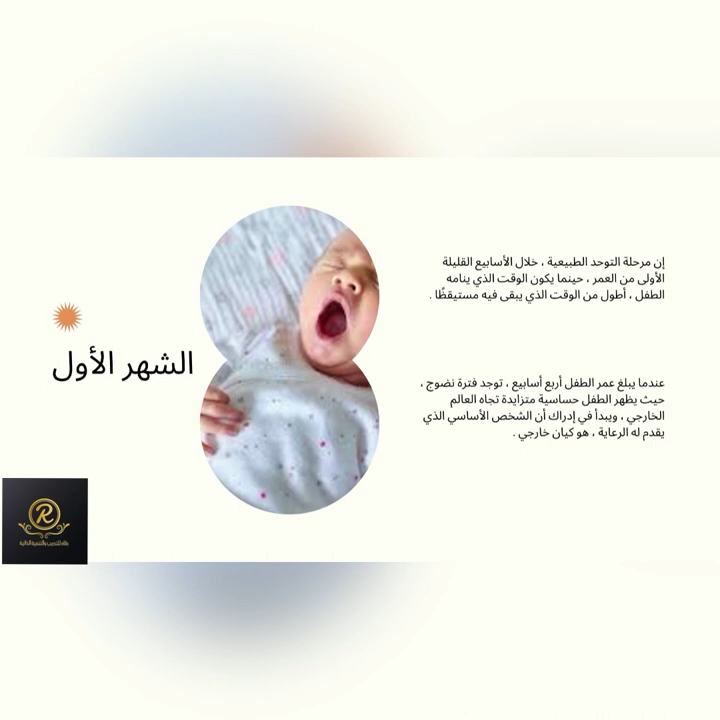 إن مرحلة التوحد الطبيعية ، خلال الأسابيع القليلة
الأولى من العمر ، حينما يكون الوقت الذي ينامه
الطفل ، أطول من الوقت الذي يبقى فيه مستيقظًا .
الشهر الأول
عندما يبلغ عمر الطفل أربع أسابيع ، توجد فترة نضوج ،
حيث يظهر الطفل حساسية متزايدة تجاه العالم
الخارجي ، ويبدأ في إدراك أن الشخص الأساسي الذي
يقدم له الرعاية ، هو كيان خارجي .
R